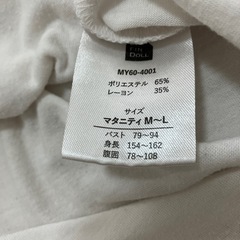 DOLL
MY60-4001
ポリエステル 65%
レーヨン 35%
サイズ
マタニティ M～L
バスト 79～94
身長 154～162
腹囲 78～108